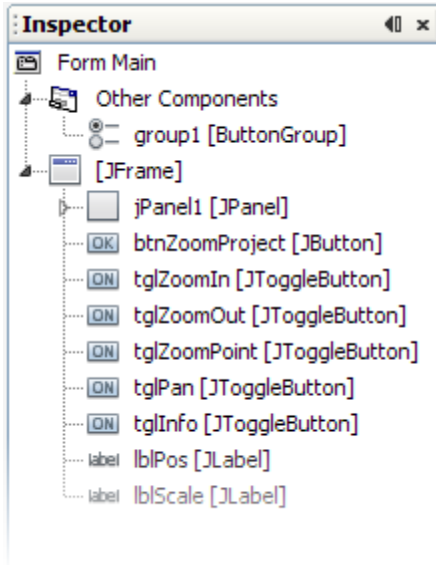 Inspector
Form Main
Other Components
group1 [ButtonGroup]
[JFrame]
jPanel1 [JPanel]
OK btnZoomProject [JButton]
ON tglZoomIn [JToggleButton]
ON tglZoomOut [JToggleButton]
ON tglZoomPoint [JToggleButton]
ON tglPan [JToggleButton]
ON tglInfo [JToggleButton]
label lblPos [JLabel]
label lblScale [JLabel]